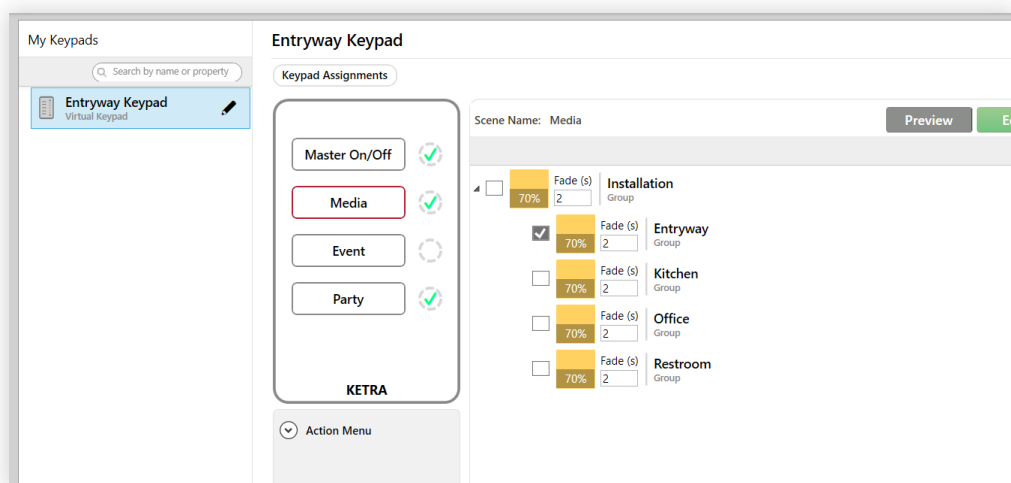 My Keypads
Search by name or property
Entryway Keypad
Virtual Keypad
Entryway Keypad
Keypad Assignments
Master On/Off
Media
Event
Party
KETRA
Action Menu
Scene Name: Media
Preview
Fade (s)
70% 2
Installation
Group
Fade (s)
70% 2
Entryway
Group
Fade (s)
70% 2
Kitchen
Group
Fade (s)
70% 2
Office
Group
Fade (s)
70% 2
Restroom
Group